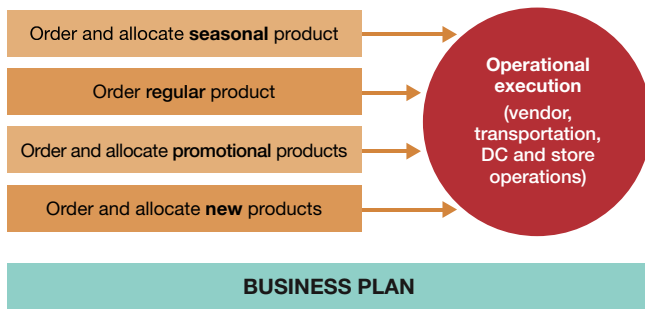 Order and allocate seasonal product
Order regular product
Order and allocate promotional products
Order and allocate new products
Operational
execution
(vendor,
transportation,
DC and store
operations)
BUSINESS PLAN